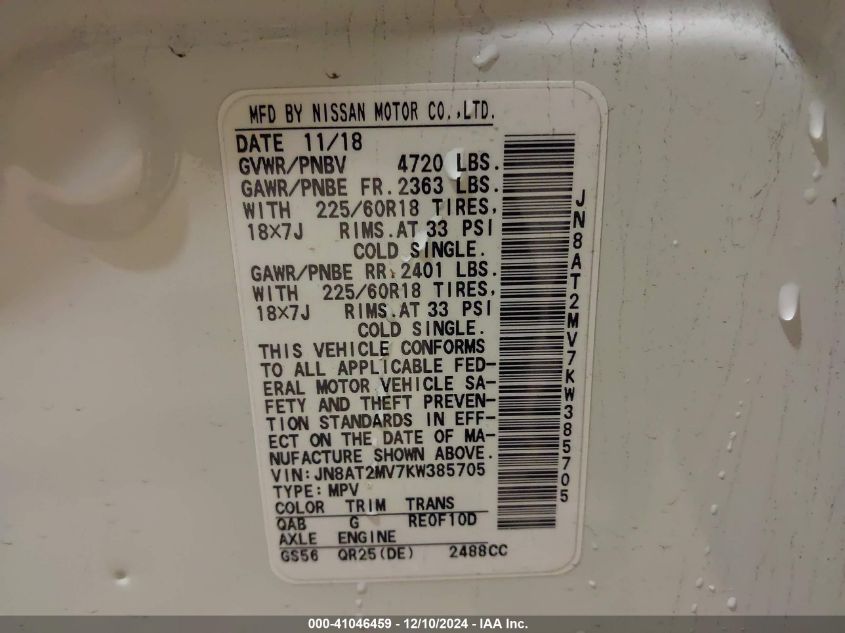 MFD BY NISSAN MOTOR CO.,LTD.
DATE 11/18
GVWR/PNBV 4720 LBS.
GAWR/PNBE FR. 2363 LBS.
WITH 225/60R18 TIRES,
18×7J RIMS.AT 33 PSI
COLD SINGLE.
GAWR/PNBE RR. 2401 LBS.
WITH 225/60R18 TIRES,
18×7J RIMS.AT 33 PSI
COLD SINGLE.
THIS VEHICLE CONFORMS
TO ALL APPLICABLE FED-
ERAL MOTOR VEHICLE SA-
FETY AND THEFT PREVEN-
TION STANDARDS IN EFF-
ECT ON THE DATE OF MA-
NUFACTURE SHOWN ABOVE.
VIN:JN8AT2MV7KW385705
TYPE:MPV
COLOR TRIM TRANS
QAB G RE0F10D
AXLE ENGINE
GS56 QR25(DE) 2488CC
JN8AT2MV7KW385705
000-41046459 - 12/10/2024 - IAA Inc.